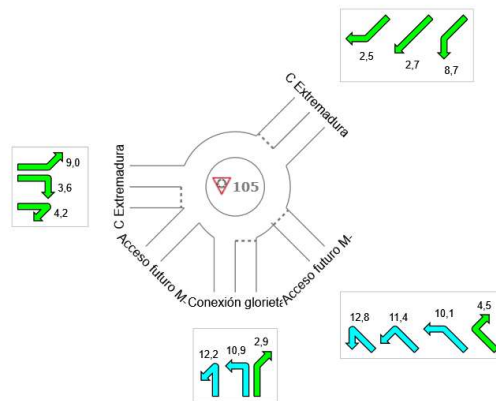 2,5
2,7
8,7
C Extremadura
9,0
3,6
4,2
C Extremadura
105
Acceso futuro M-
Conexión glorieta
Acceso futuro M-
12,8
11,4
10,1
4,5
12,2
10,9
2,9